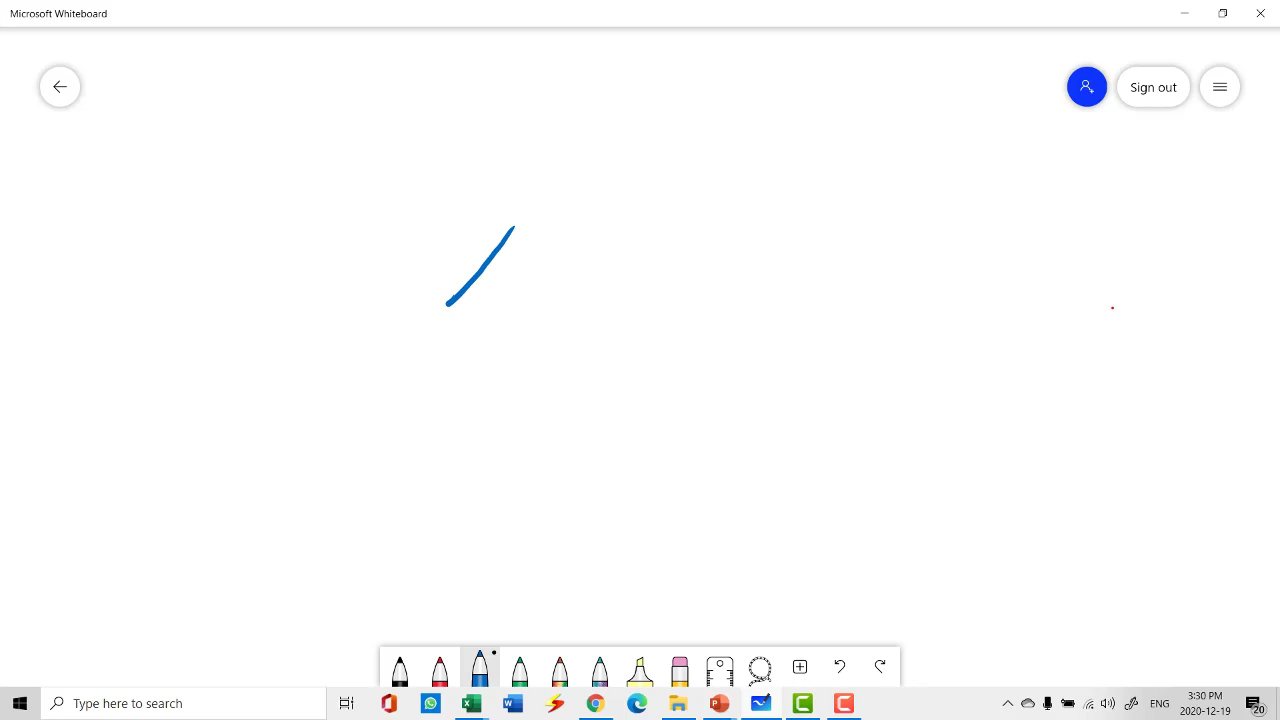 Microsoft Whiteboard
Sign out
Type here to search
ENG
3:30 PM
2020-12-19
20